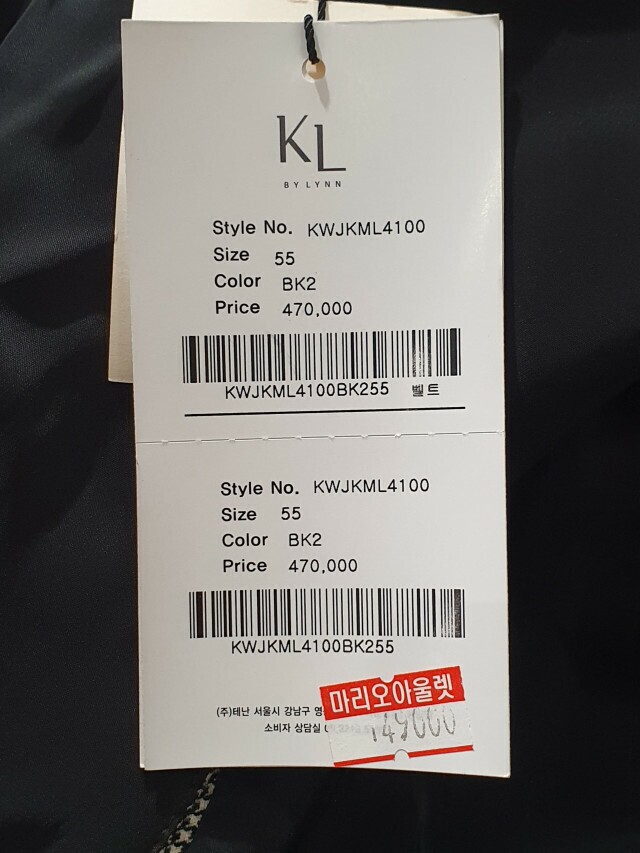 KL
BY LYNN
Style No. KWJKML4100
Size 55
Color BK2
Price 470,000
KWJKML4100BK255 벨트
Style No. KWJKML4100
Size 55
Color BK2
Price 470,000
KWJKML4100BK255
(주)테난 서울시 강남구
소비자 상담실
마리오아울렛
149000